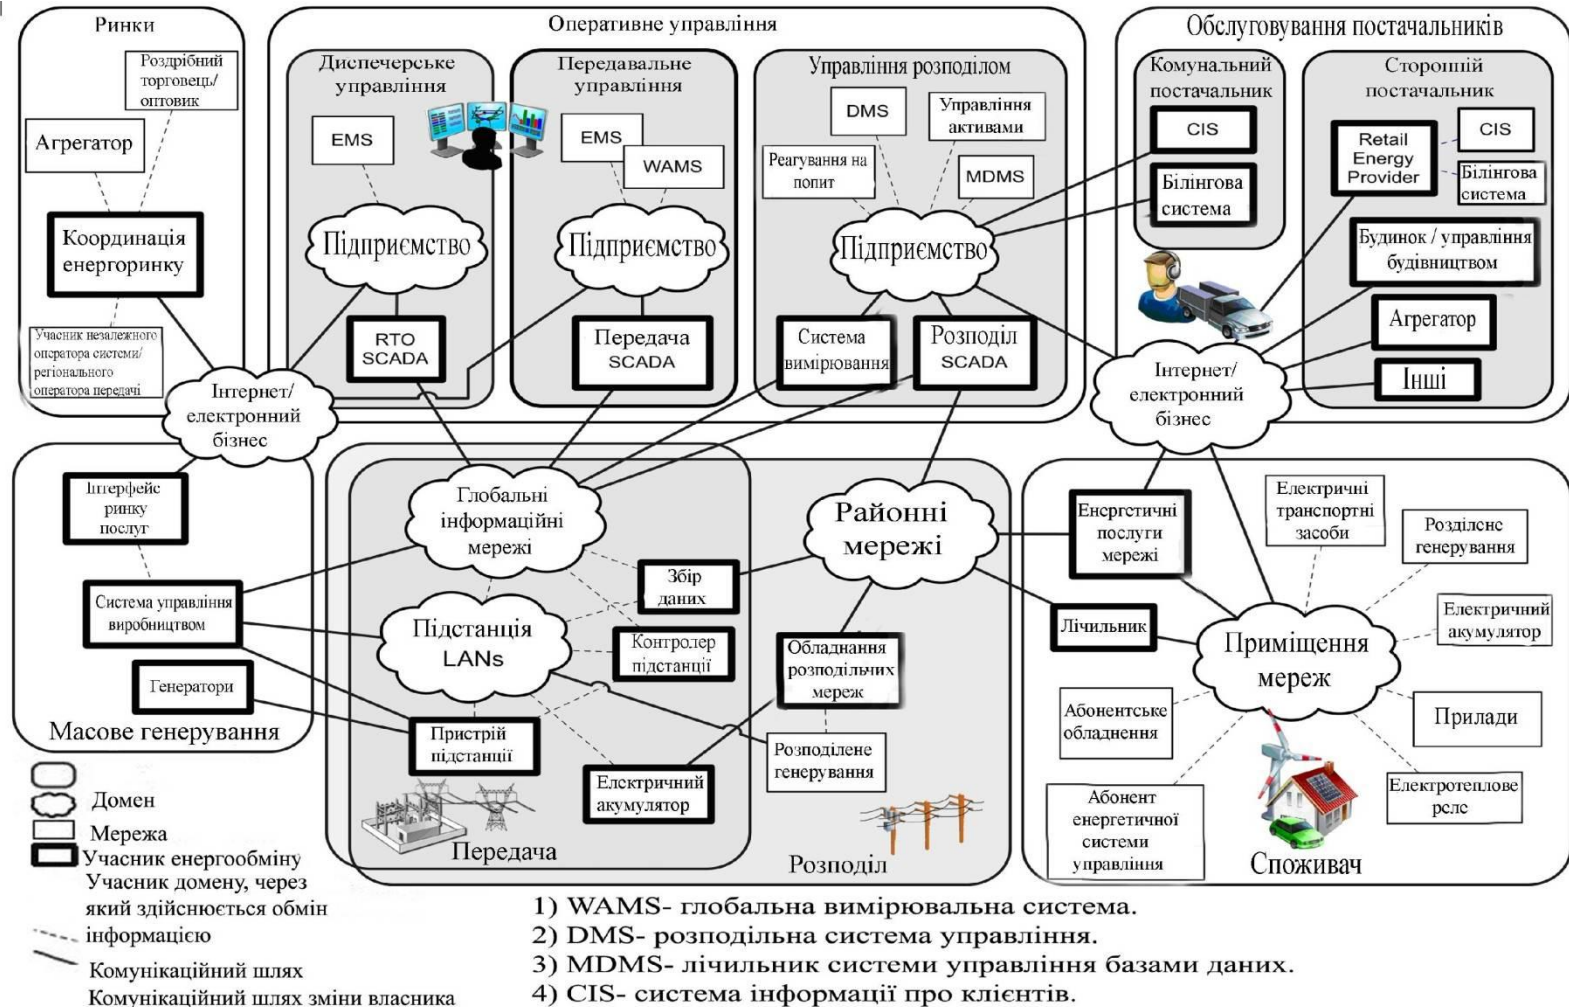 Ринки
Роздрібний
торговець/
оптовик
Агрегатор
Координація
енергоринку
Учасник незалежного
оператора системи/
регіонального
оператора передачі
Інтернет/
електронний
бізнес
Оперативне управління
Диспечерське
управління
EMS
Підприємство
RTO
SCADA
Передавальне
управління
EMS
WAMS
Підприємство
Передача
SCADA
Управління розподілом
DMS
Управління
активами
Реагування на
попит
MDMS
Підприємство
Система
вимірювання
Розподіл
SCADA
Обслуговування постачальників
Комунальний
постачальник
CIS
Білінгова
система
Сторонній
постачальник
Retail
Energy
Provider
CIS
Білінгова
система
Будинок / управління
будівництвом
Агрегатор
Інші
Інтернет/
електронний
бізнес
Інтерфейс
ринку
послуг
Система управління
виробництвом
Генератори
Масове генерування
Глобальні
інформаційні
мережі
Підстанція
LANs
Збір
даних
Контролер
підстанції
Пристрій
підстанції
Електричний
акумулятор
Передача
Районні
мережі
Обладнання
розподільчих
мереж
Розподілене
генерування
Розподіл
Енергетичні
послуги
мережі
Лічильник
Електричні
транспортні
засоби
Розділене
генерування
Електричний
акумулятор
Приміщення
мереж
Абонентське
обладнення
Прилади
Абонент
енергетичної
системи
управління
Електротеплове
реле
Споживач
Домен
Мережа
Учасник енергообміну
Учасник домену, через
який здійснюється обмін
інформацією
Комунікаційний шлях
Комунікаційний шлях зміни власника
1) WAMS- глобальна вимірювальна система.
2) DMS- розподільна система управління.
3) MDMS- лічильник системи управління базами даних.
4) CIS- система інформації про клієнтів.